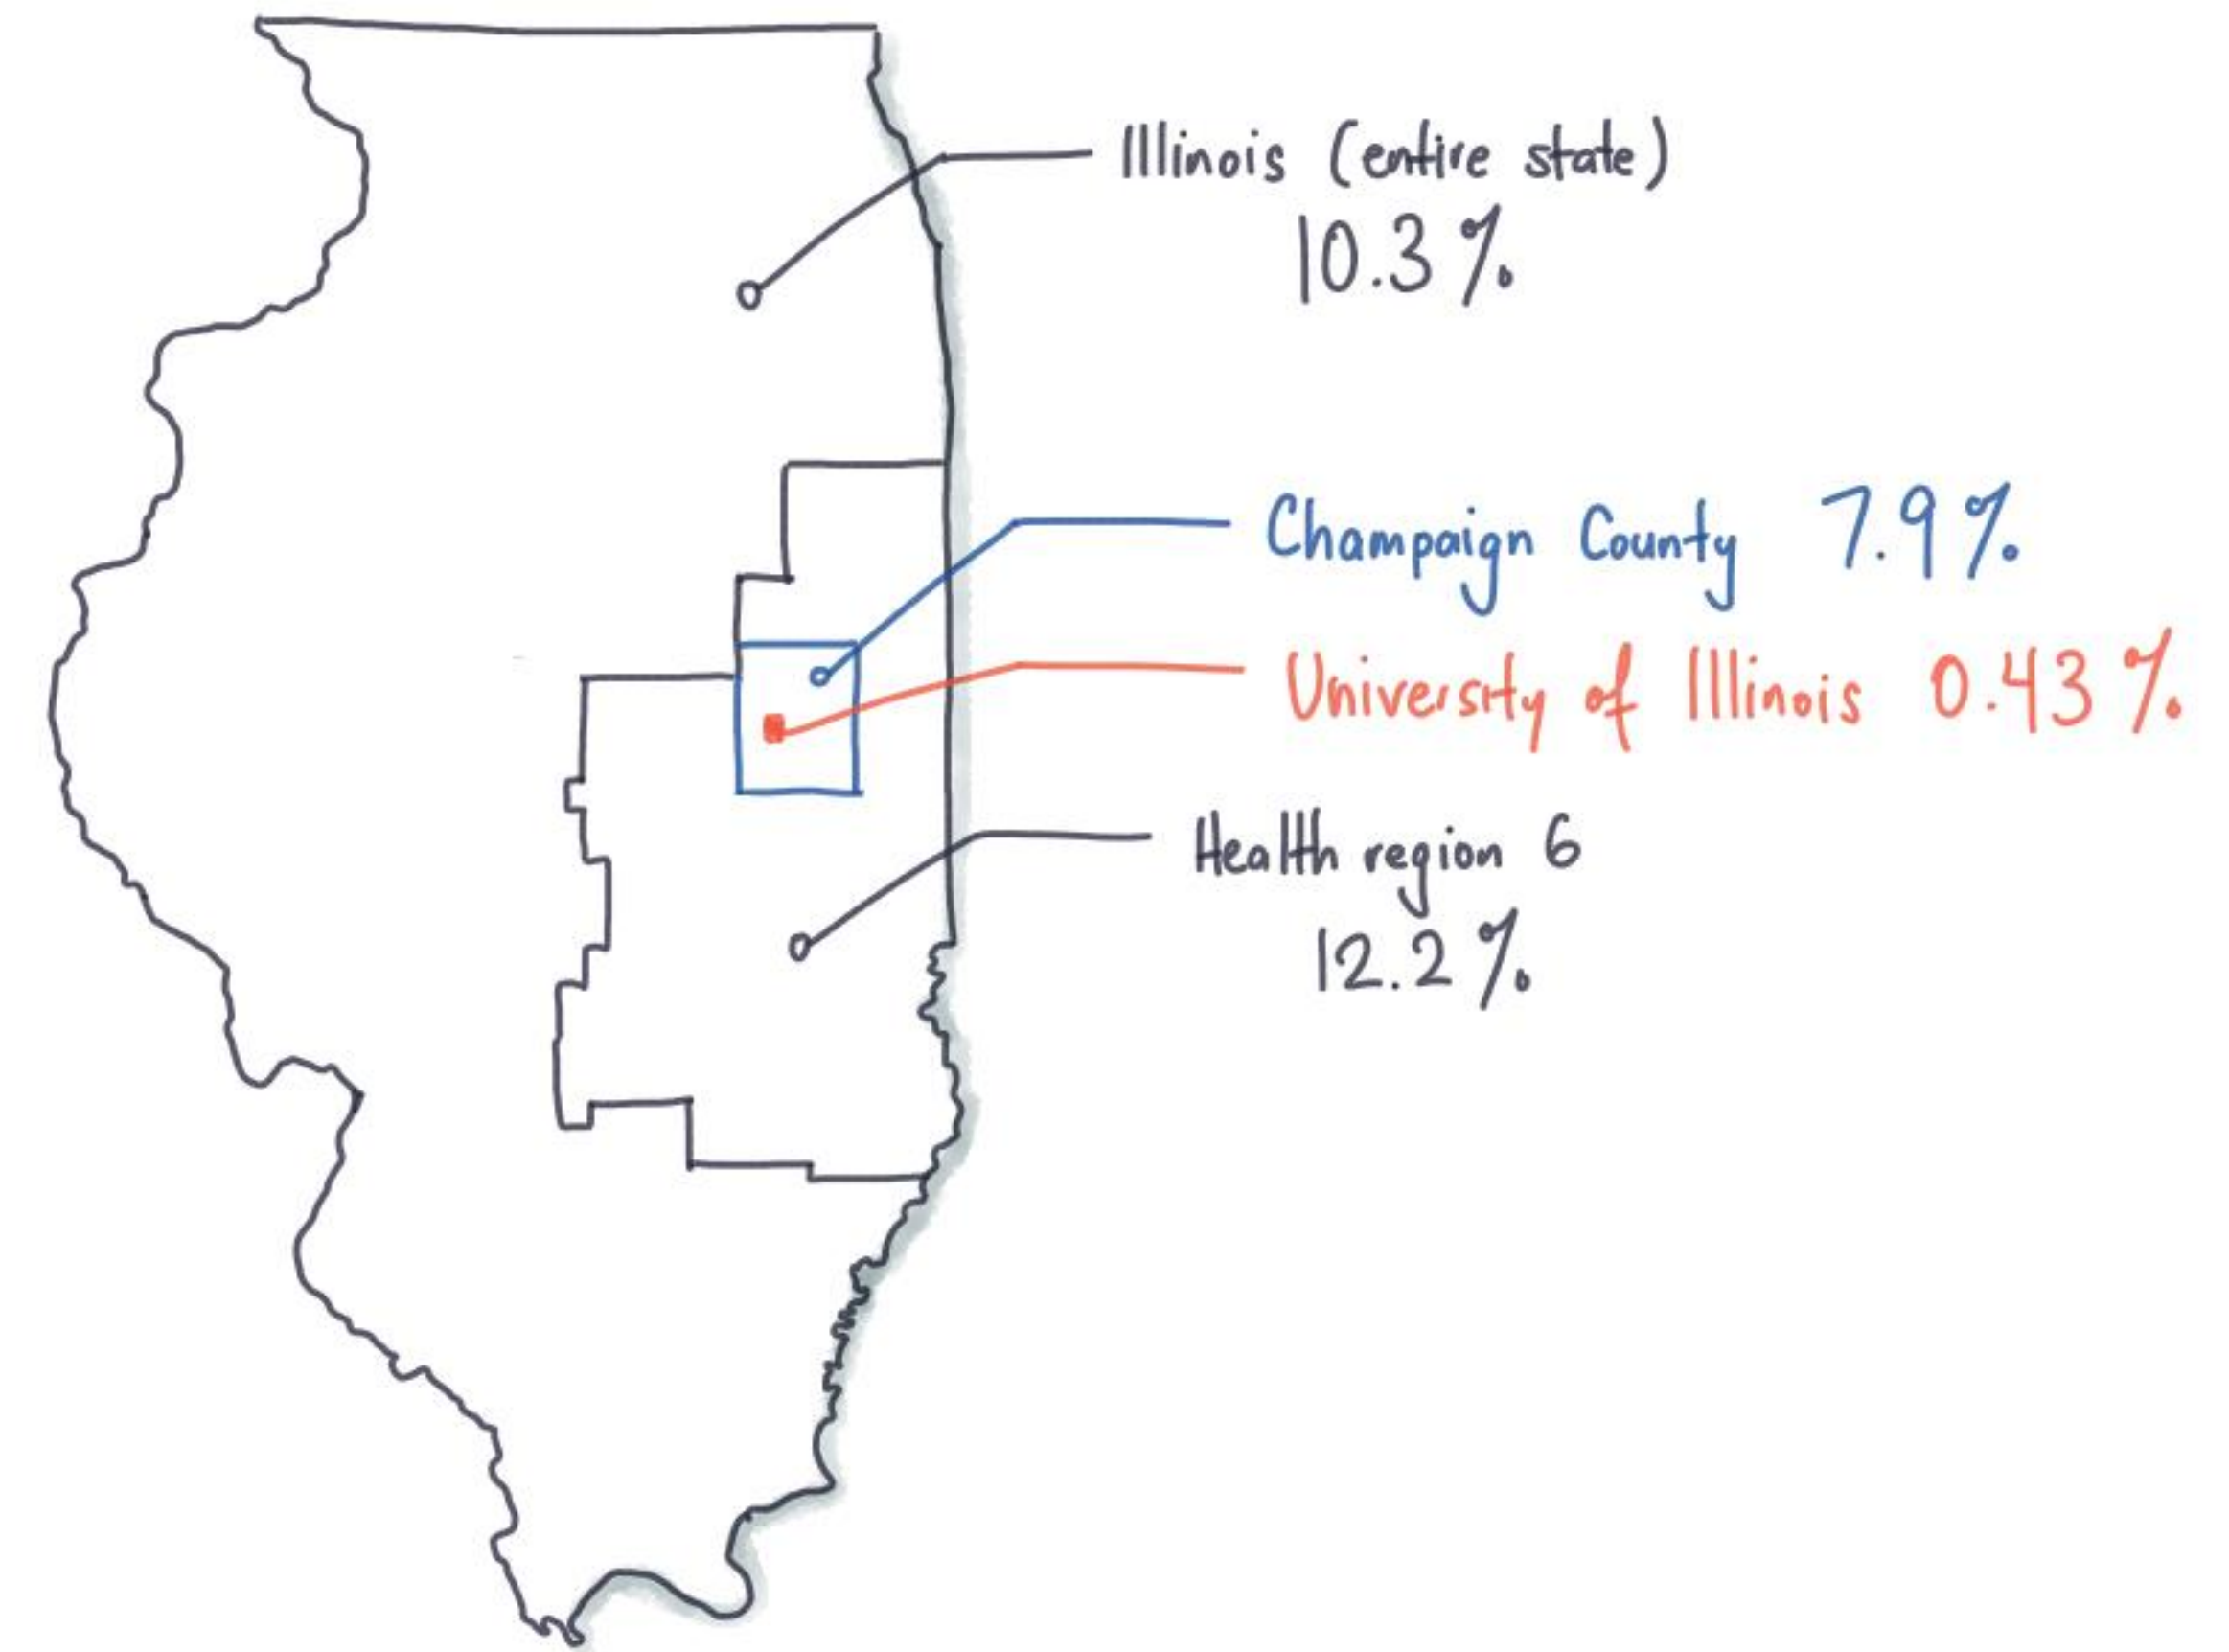 Illinois (entire state)
10.3%
Champaign County 7.9%
University of Illinois 0.43%
Health region 6
12.2%